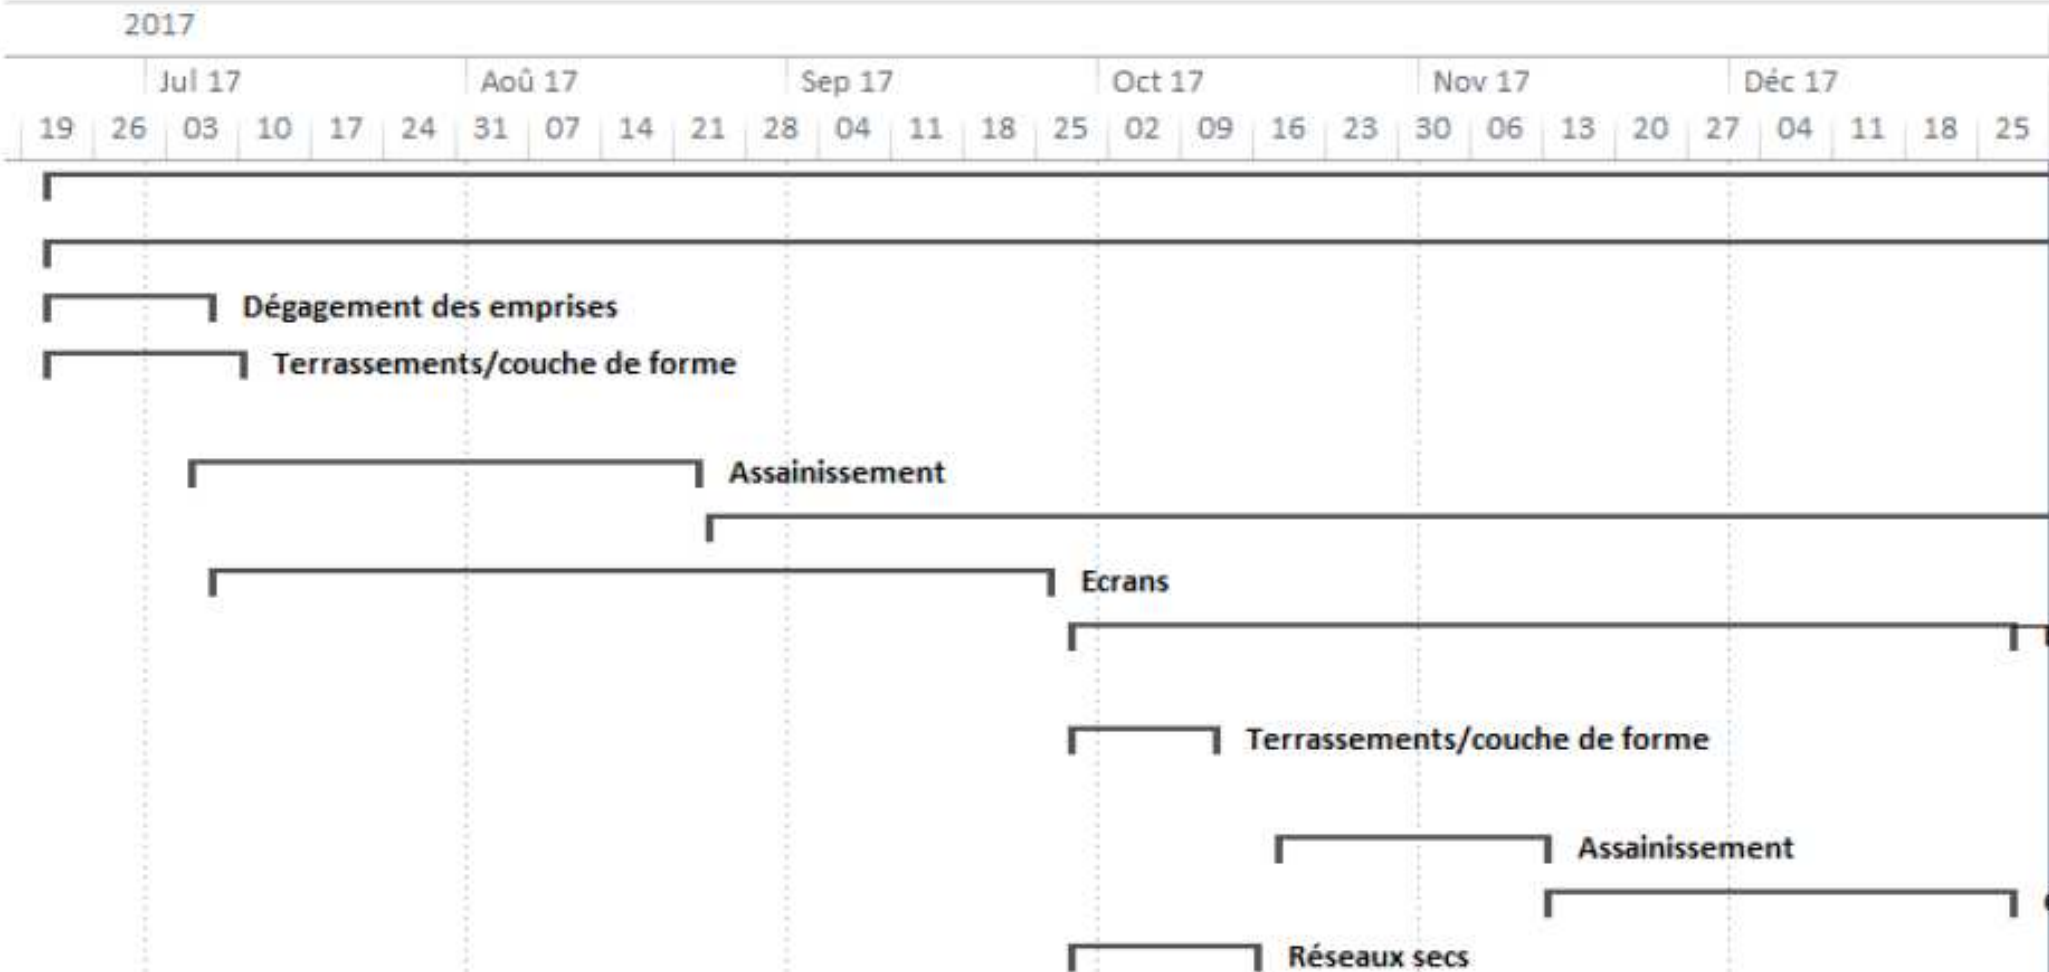 2017
Jul 17 Aoû 17 Sep 17 Oct 17 Nov 17 Déc 17
19 26 03 10 17 24 31 07 14 21 28 04 11 18 25 02 09 16 23 30 06 13 20 27 04 11 18 25
Dégagement des emprises
Terrassements/couche de forme
Assainissement
Ecrans
Terrassements/couche de forme
Assainissement
Réseaux secs